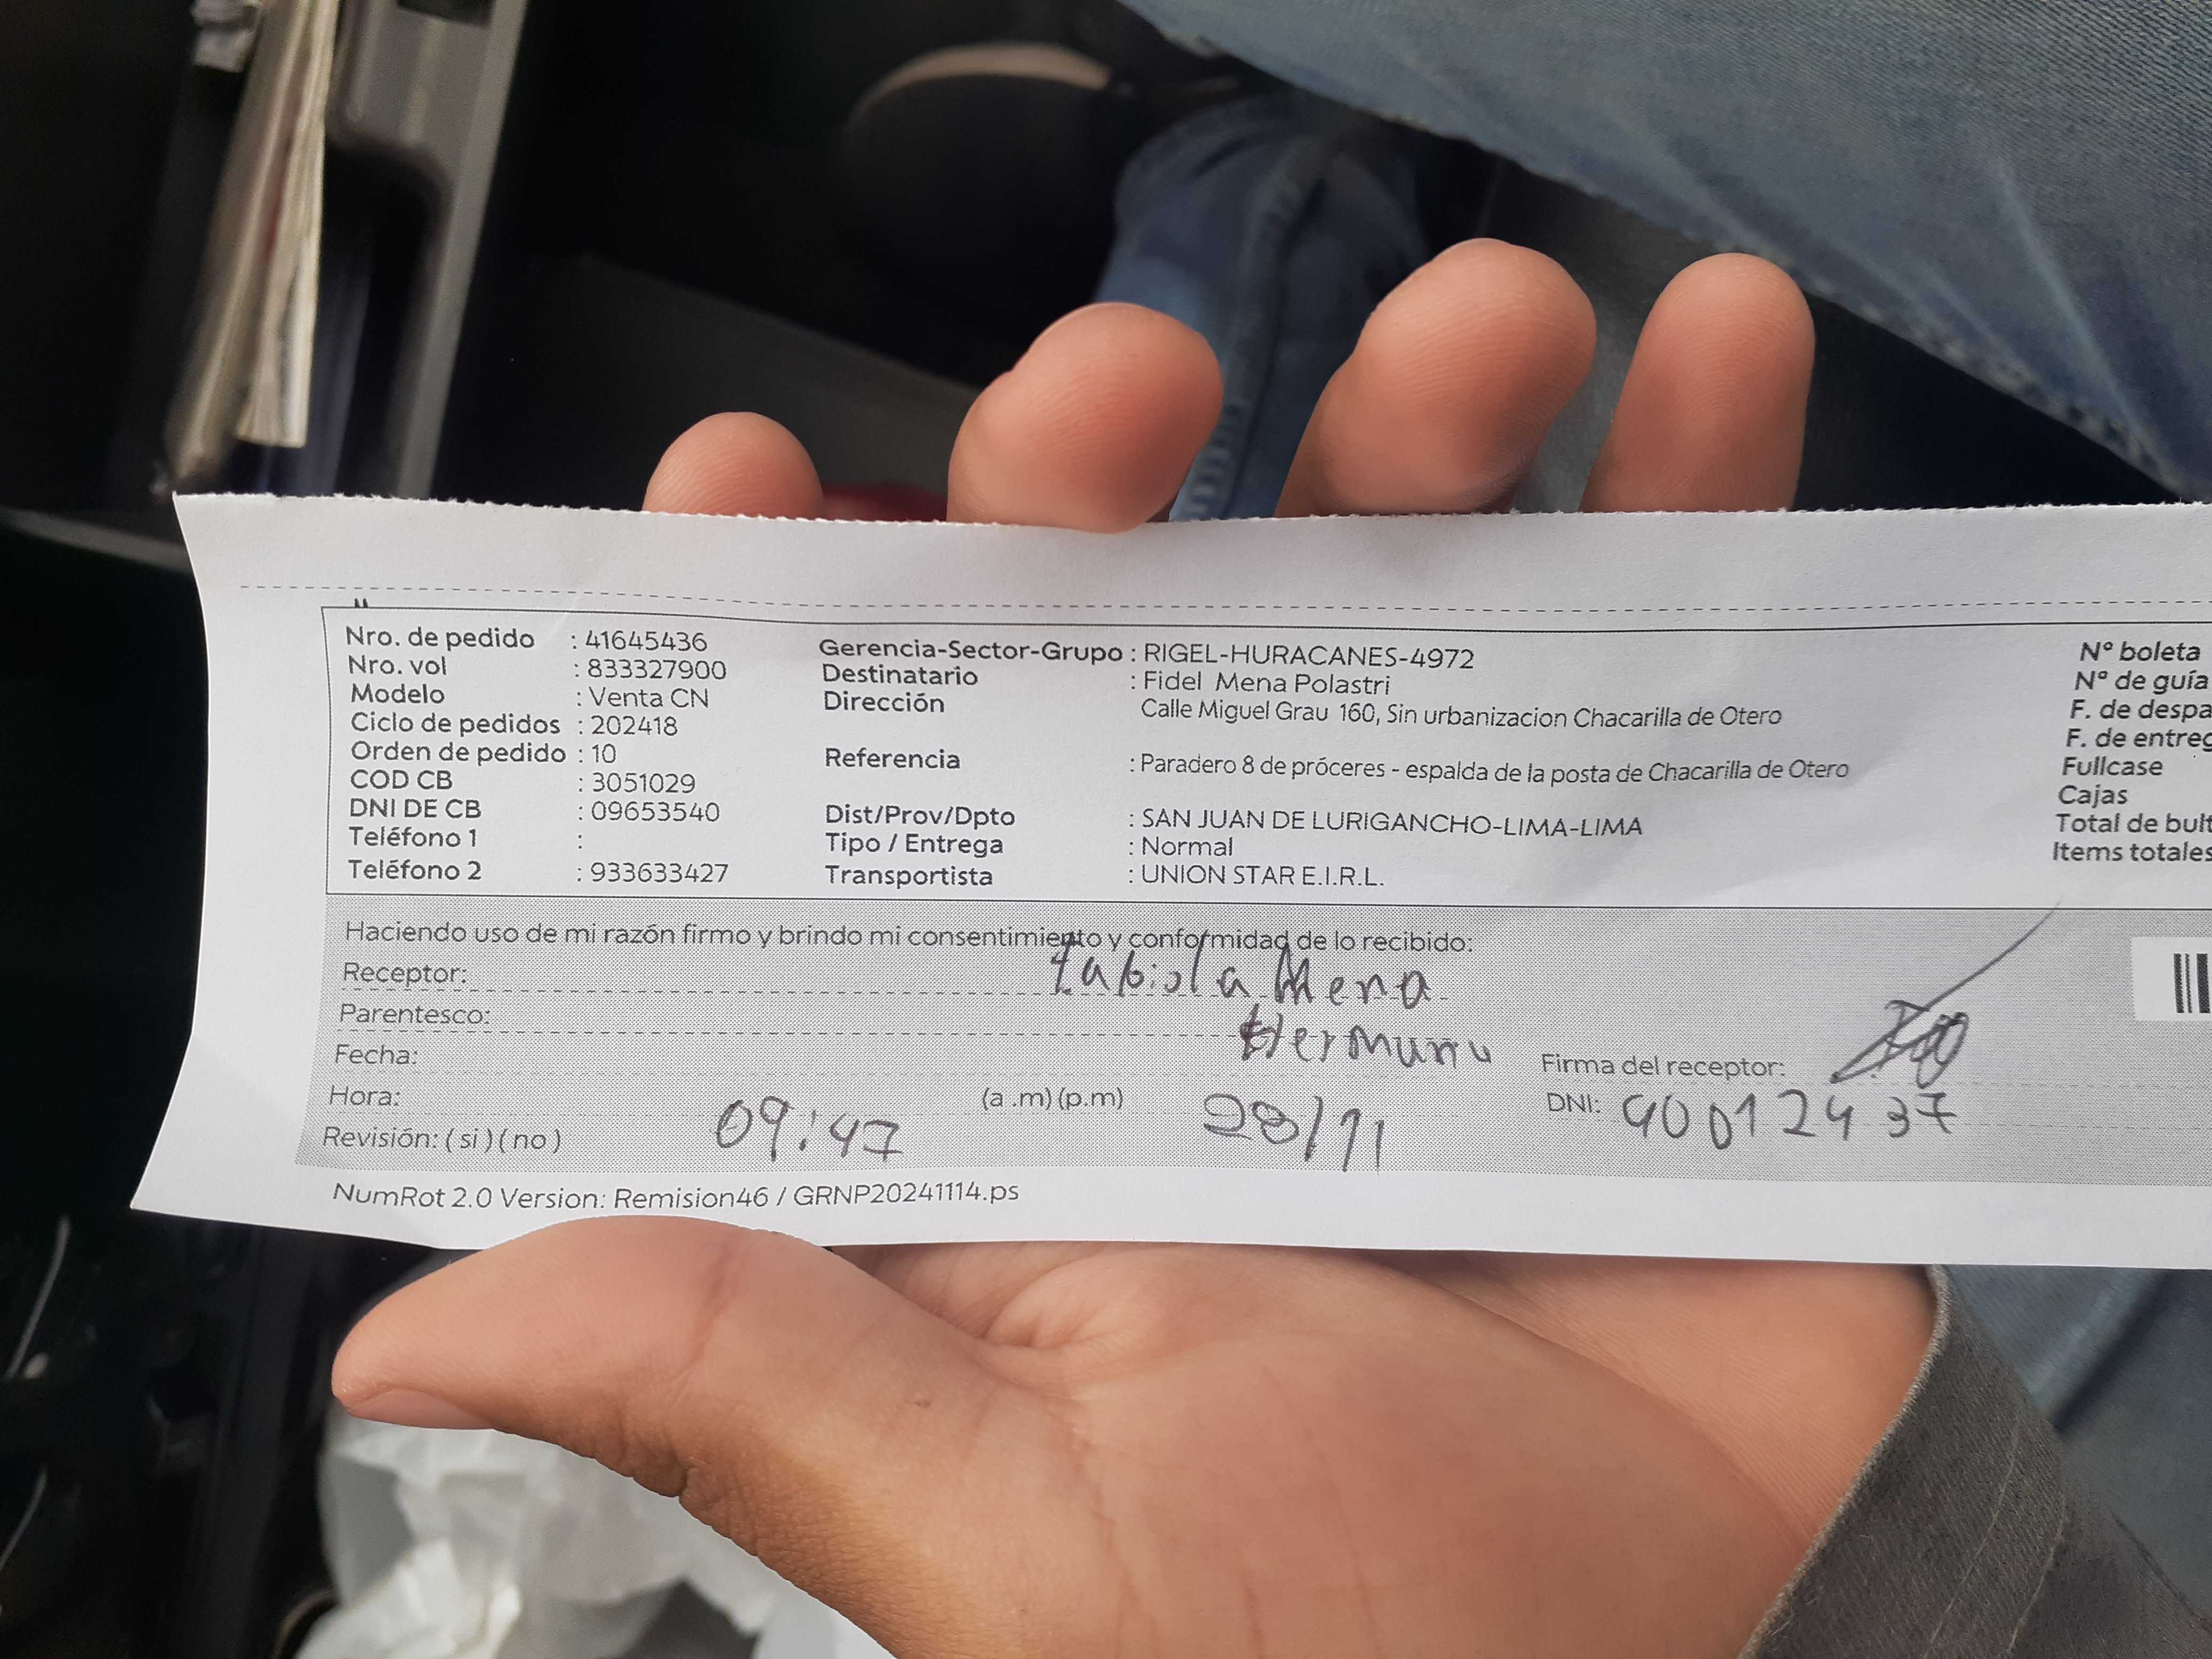 Nro. de pedido : 41645436
Nro. vol : 833327900
Modelo : Venta CN
Ciclo de pedidos : 202418
Orden de pedido : 10
COD CB : 3051029
DNI DE CB : 09653540
Teléfono 1 :
Teléfono 2 : 933633427
Gerencia-Sector-Grupo : RIGEL-HURACANES-4972
Destinatario : Fidel Mena Polastri
Dirección Calle Miguel Grau 160, Sin urbanizacion Chacarilla de Otero
Referencia : Paradero 8 de próceres - espalda de la posta de Chacarilla de Otero
Dist/Prov/Dpto : SAN JUAN DE LURIGANCHO-LIMA-LIMA
Tipo / Entrega : Normal
Transportista : UNION STAR E.I.R.L.
N° boleta
N° de guía
F. de despa
F. de entreg
Fullcase
Cajas
Total de bult
Items totales
Haciendo uso de mi razón firmo y brindo mi consentimiento y conformidad de lo recibido:
Receptor: Fabiola Mena
Parentesco: Hermana
Fecha:
Firma del receptor:
Hora: (a .m) (p.m)
DNI: 40012437
Revisión: ( si ) ( no ) 09:47 28/11
NumRot 2.0 Version: Remision46 / GRNP20241114.ps